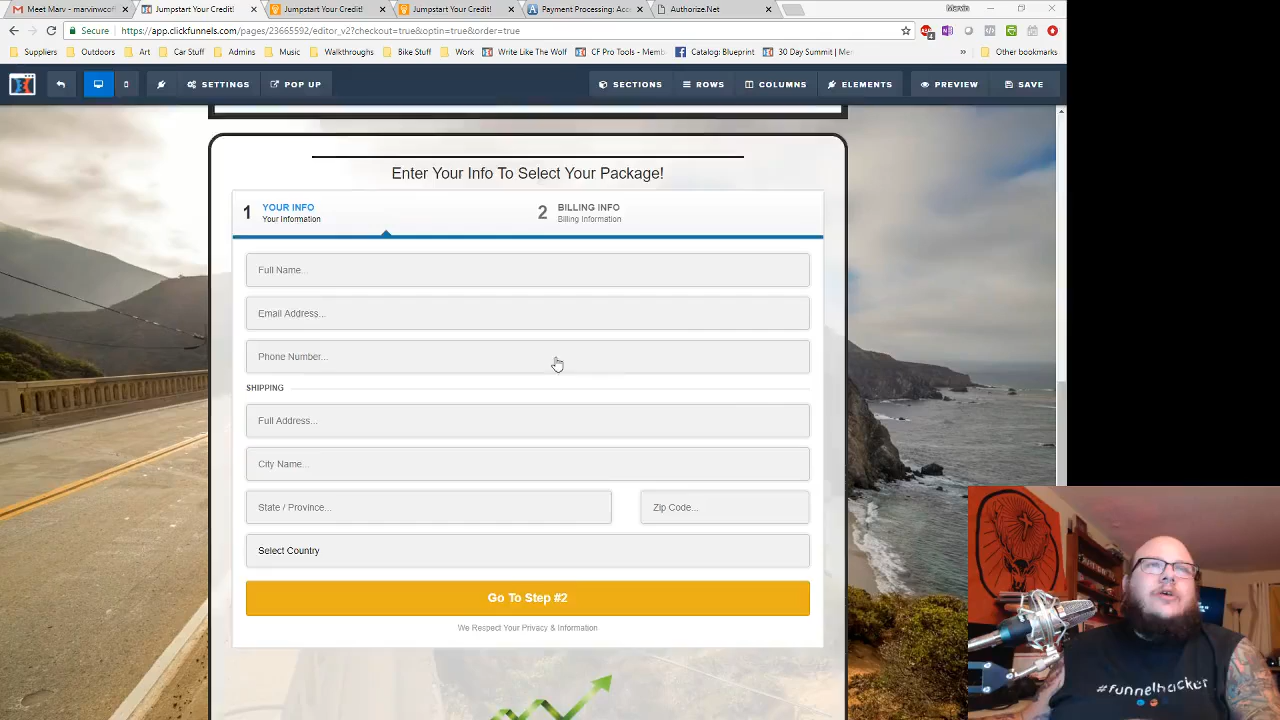 Meet Marv - marvinwcoff
Jumpstart Your Credit!
Jumpstart Your Credit!
Jumpstart Your Credit!
Payment Processing: Acc
Authorize.Net
Marvin
Secure
https://app.clickfunnels.com/pages/23665592/editor_v2?checkout=true&optin=true&order=true
Suppliers
Outdoors
Art
Car Stuff
Admins
Music
Walkthoughs
Bike Stuff
Work
Write Like The Wolf
CF Pro Tools - Memb
Catalog: Blueprint
30 Day Summit | Me
Other bookmarks
SETTINGS
POP UP
SECTIONS
ROWS
COLUMNS
ELEMENTS
PREVIEW
SAVE
Enter Your Info To Select Your Package!
1
YOUR INFO
Your Information
2
BILLING INFO
Billing Information
Full Name...
Email Address...
Phone Number...
SHIPPING
Full Address...
City Name...
State / Province...
Zip Code...
Select Country
Go To Step #2
We Respect Your Privacy & Information
#funnelhacker